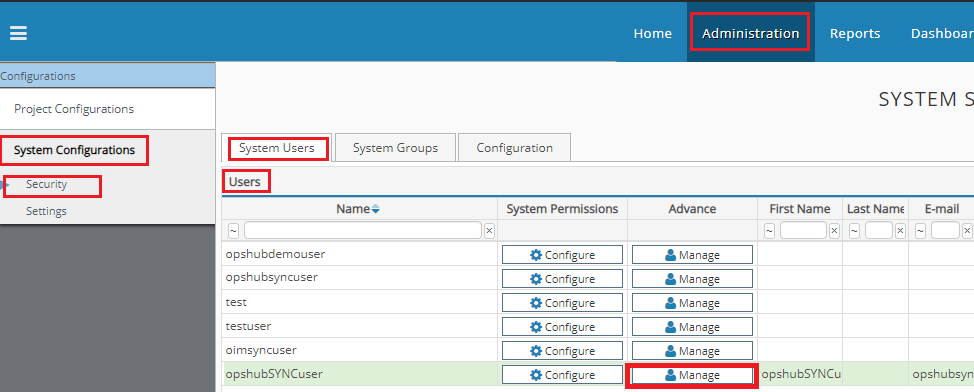 Home Administration Reports Dashboar
Configurations
Project Configurations
System Configurations
Security
Settings
SYSTEM S
System Users System Groups Configuration
Users
Name System Permissions Advance First Name Last Name E-mail
~ x ~ x ~ x ~ x
opshubdemouser Configure Manage
opshubsyncuser Configure Manage
test Configure Manage
testuser Configure Manage
oimsyncuser Configure Manage
opshubSYNCuser Configure Manage opshubSYNCu opshubsyn